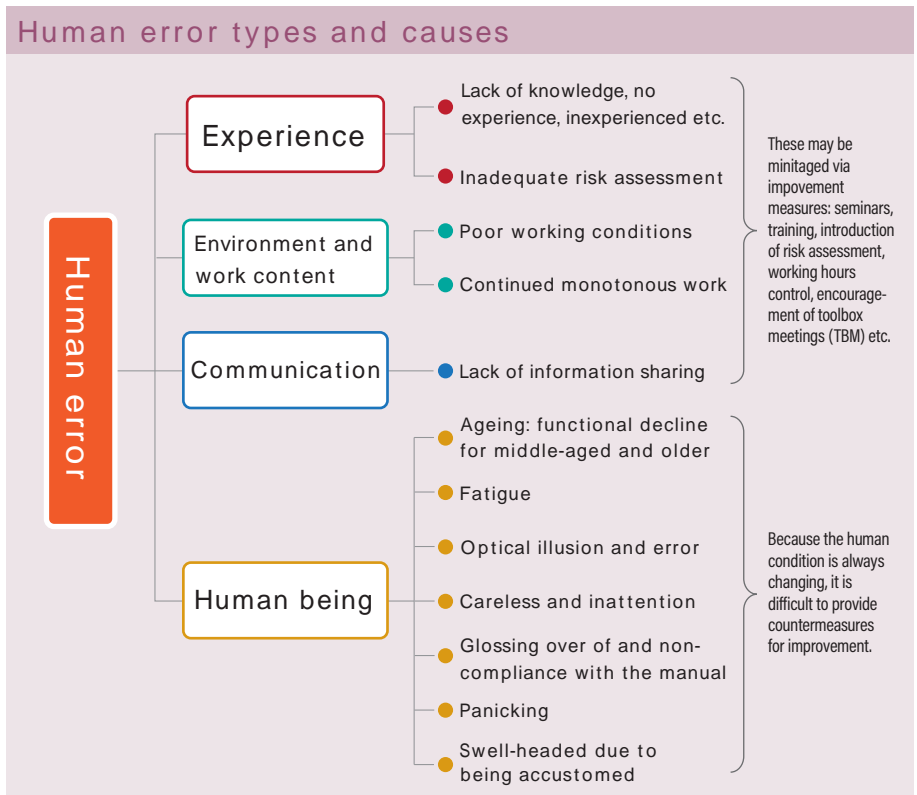 Human error types and causes
Human error
Experience
Lack of knowledge, no
experience, inexperienced etc.
Inadequate risk assessment
Environment and
work content
Poor working conditions
Continued monotonous work
Communication
Lack of information sharing
These may be
minitaged via
impovement
measures: seminars,
training, introduction
of risk assessment,
working hours
control, encourage-
ment of toolbox
meetings (TBM) etc.
Human being
Ageing: functional decline
for middle-aged and older
Fatigue
Optical illusion and error
Careless and inattention
Glossing over of and non-
compliance with the manual
Panicking
Swell-headed due to
being accustomed
Because the human
condition is always
changing, it is
difficult to provide
countermeasures
for improvement.